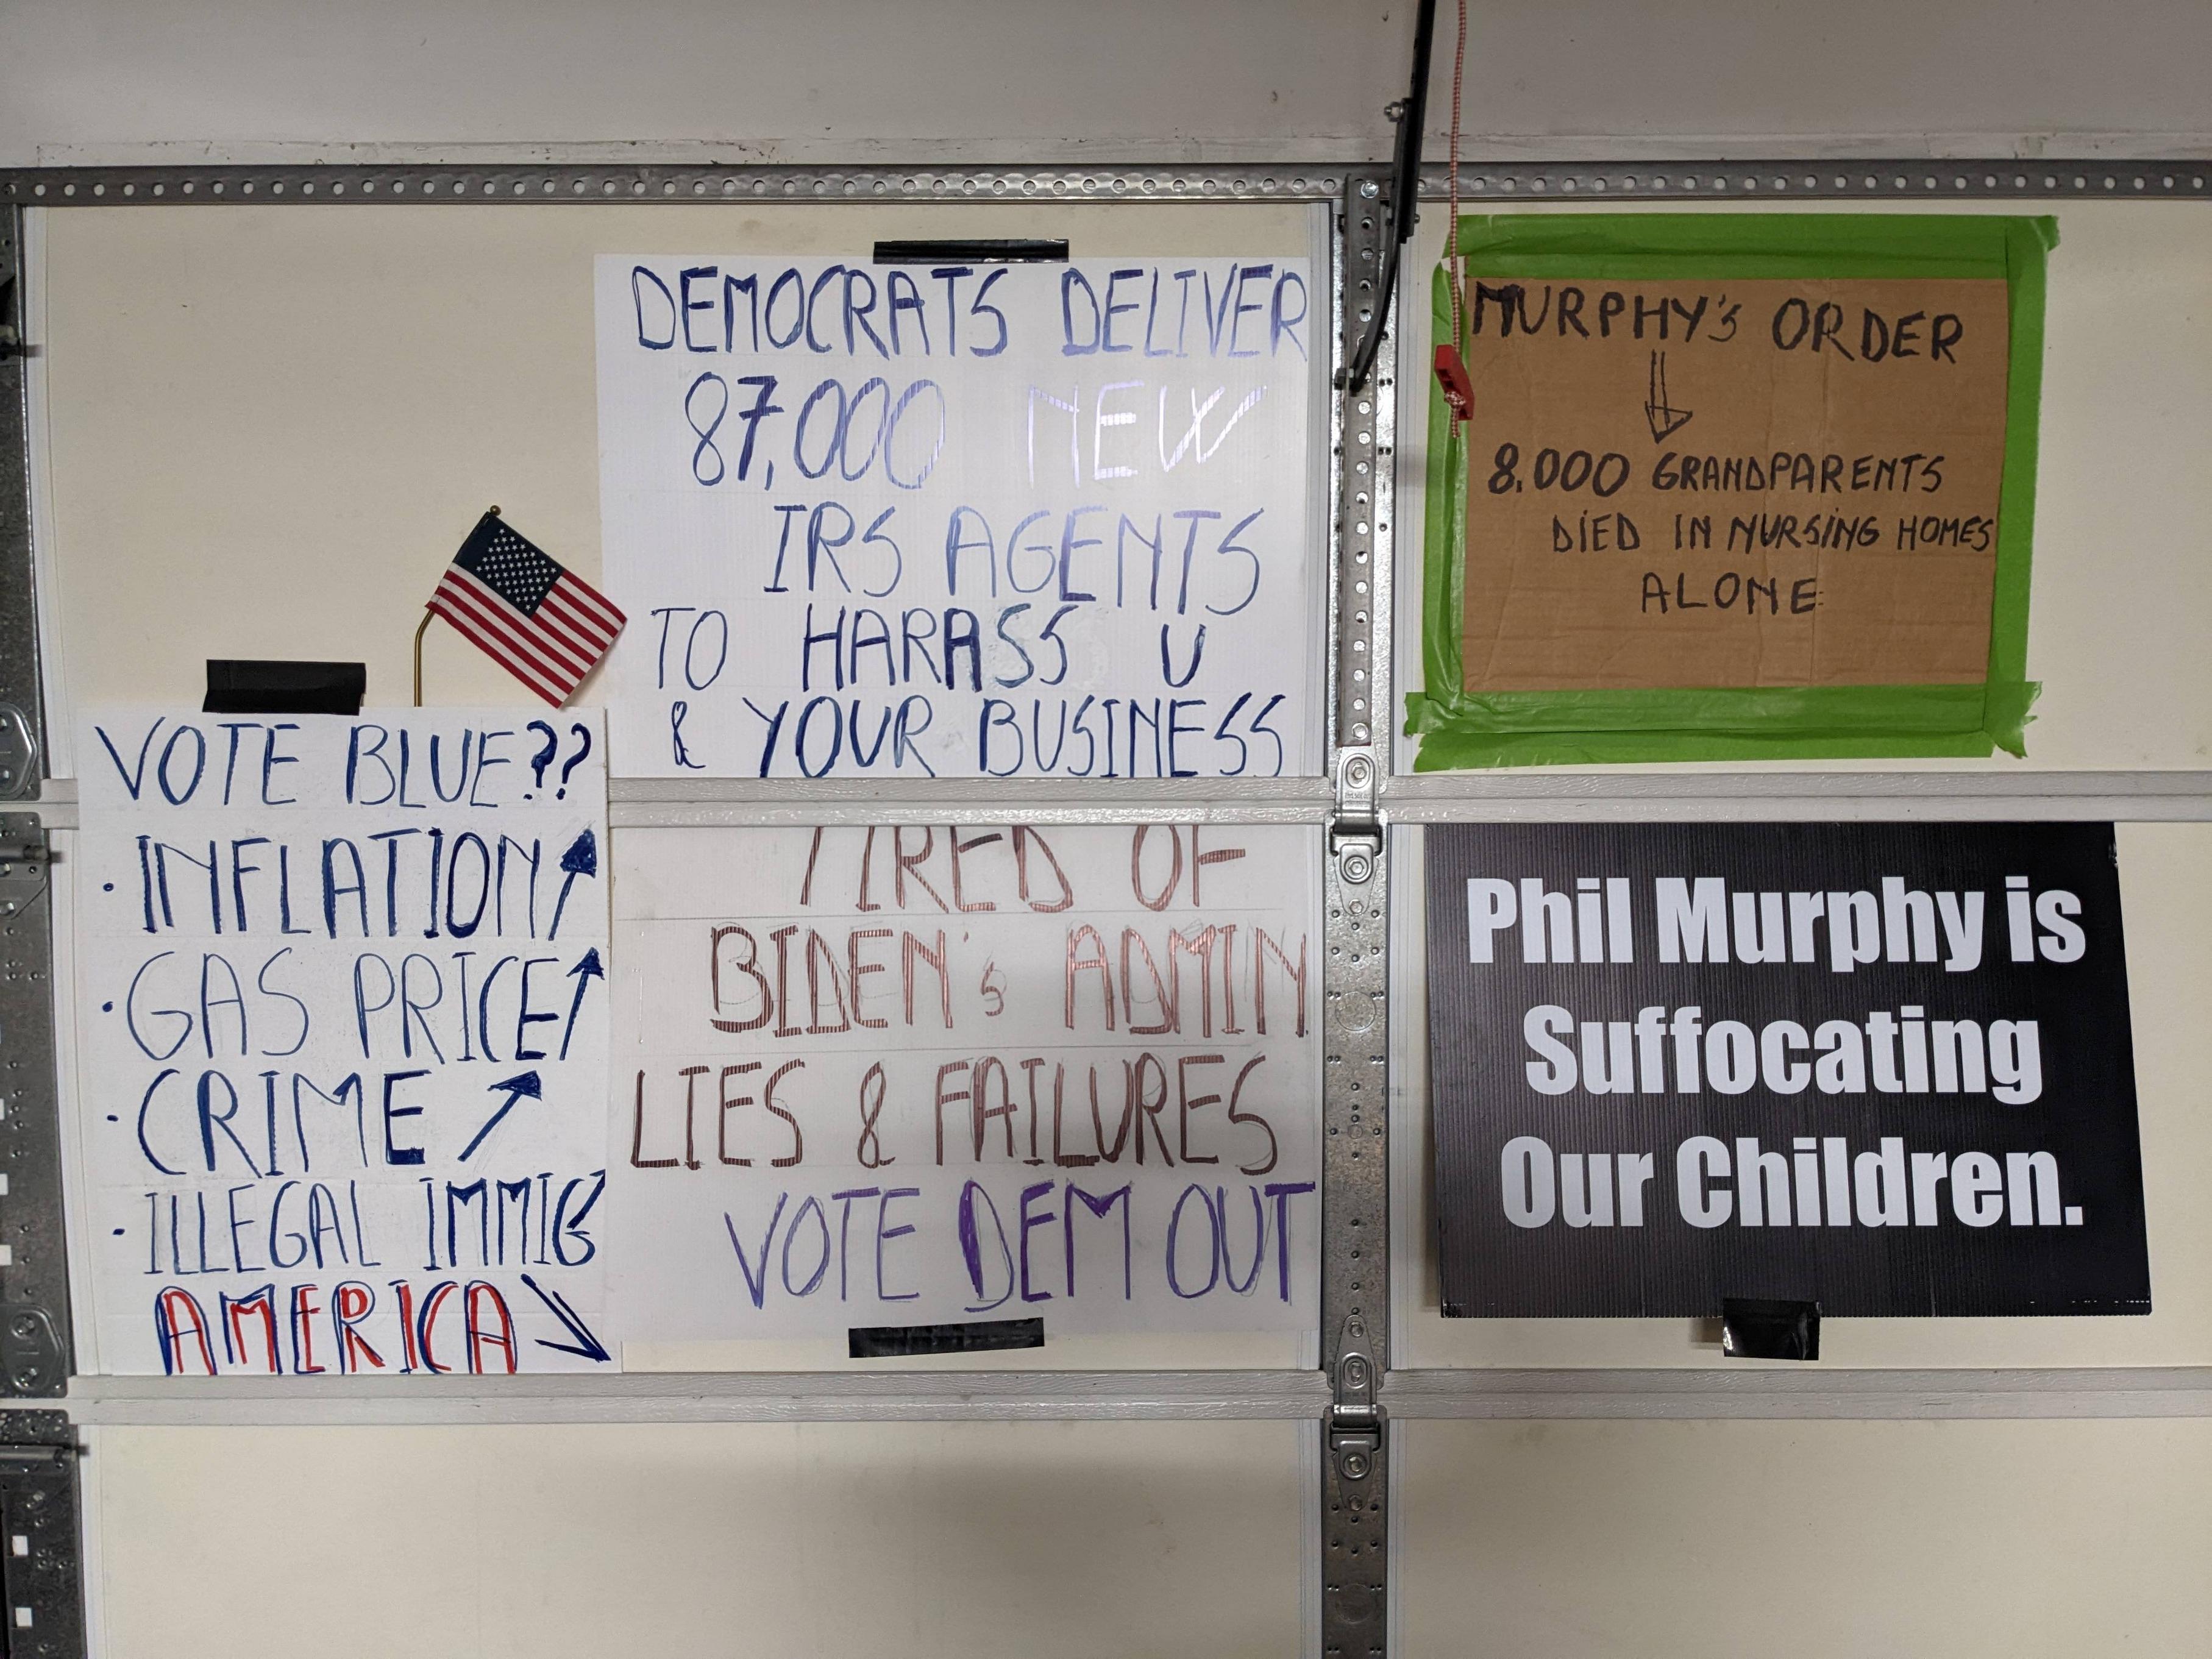 DEMOCRATS DELIVER
87,000 NEW
IRS AGENTS
TO HARASS U
& YOUR BUSINESS
MURPHY'S ORDER
8.000 GRANDPARENTS
DIED IN NURSING HOMES
ALONE
VOTE BLUE??
· INFLATION
· GAS PRICE
· CRIME
· ILLEGAL IMMIG
AMERICA
TIRED OF
BIDEN'S ADMIN
LIES & FAILURES
VOTE DEM OUT
Phil Murphy is
Suffocating
Our Children.